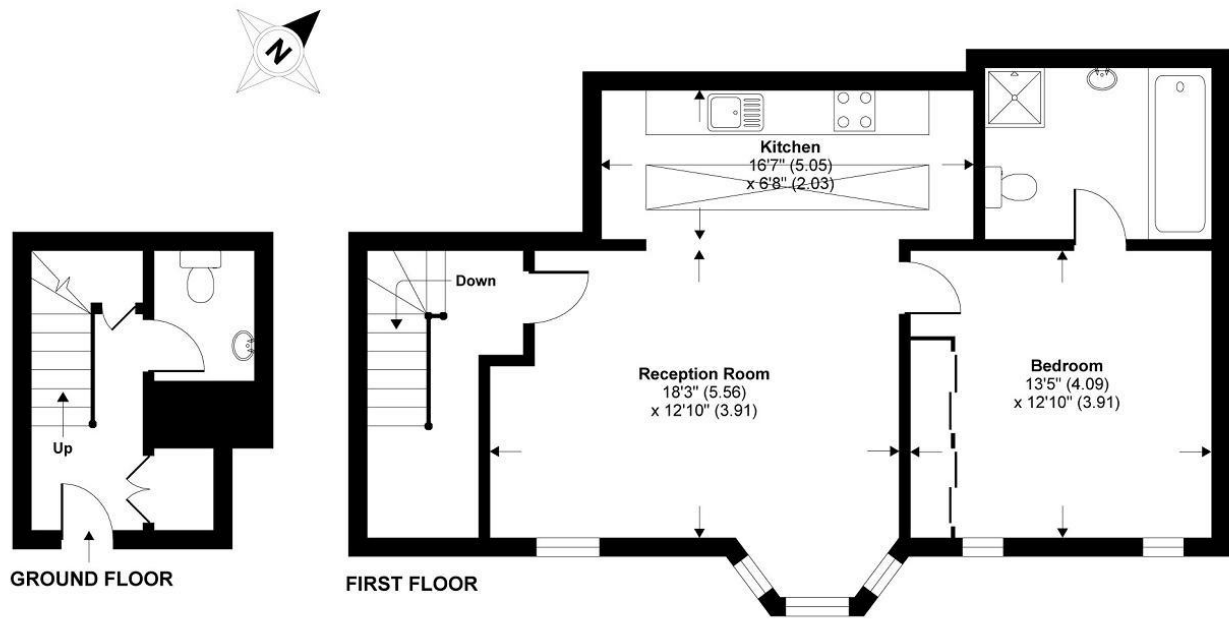 N
Kitchen
16'7" (5.05)
x 6'8" (2.03)
Down
Reception Room
18'3" (5.56)
x 12'10" (3.91)
Bedroom
13'5" (4.09)
x 12'10" (3.91)
Up
GROUND FLOOR
FIRST FLOOR